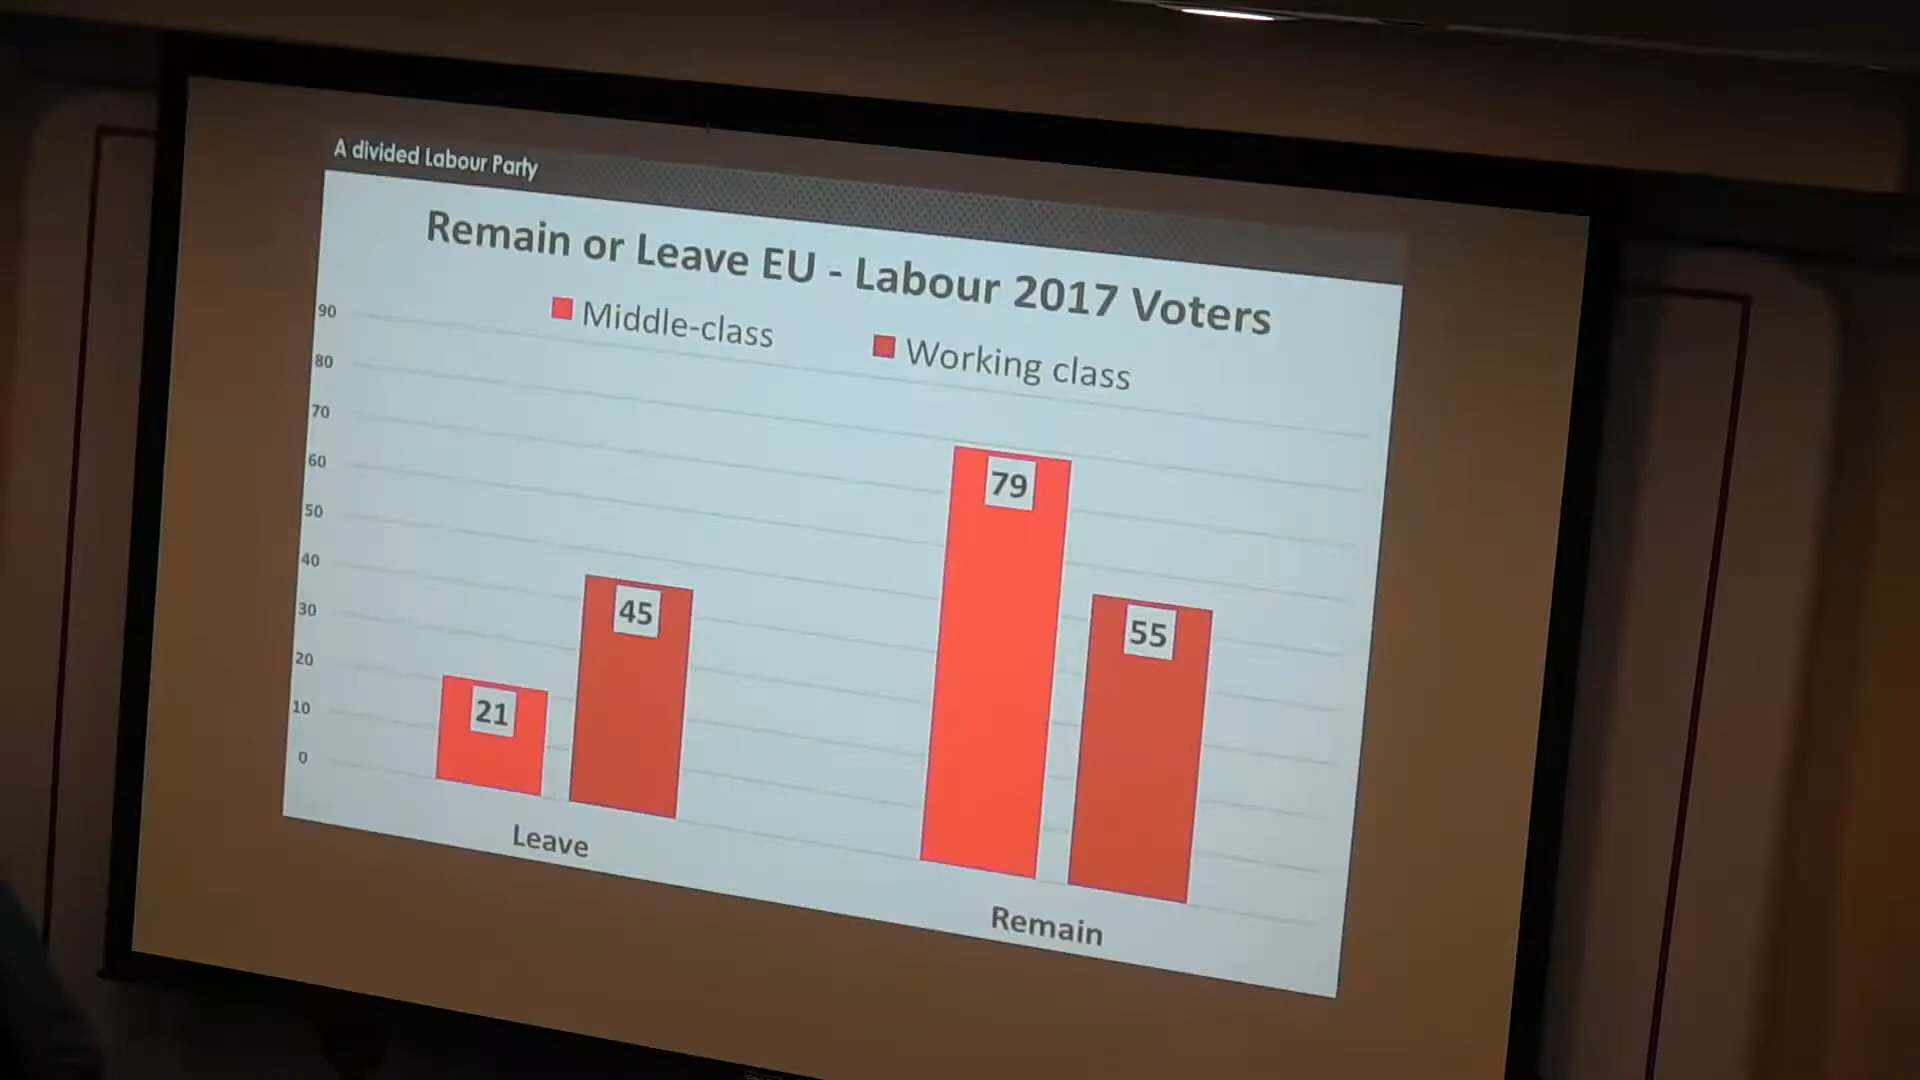 A divided Labour Party
Remain or Leave EU - Labour 2017 Voters
Middle-class
Working class
90
80
70
60
50
40
30
20
10
0
21
45
79
55
Leave
Remain